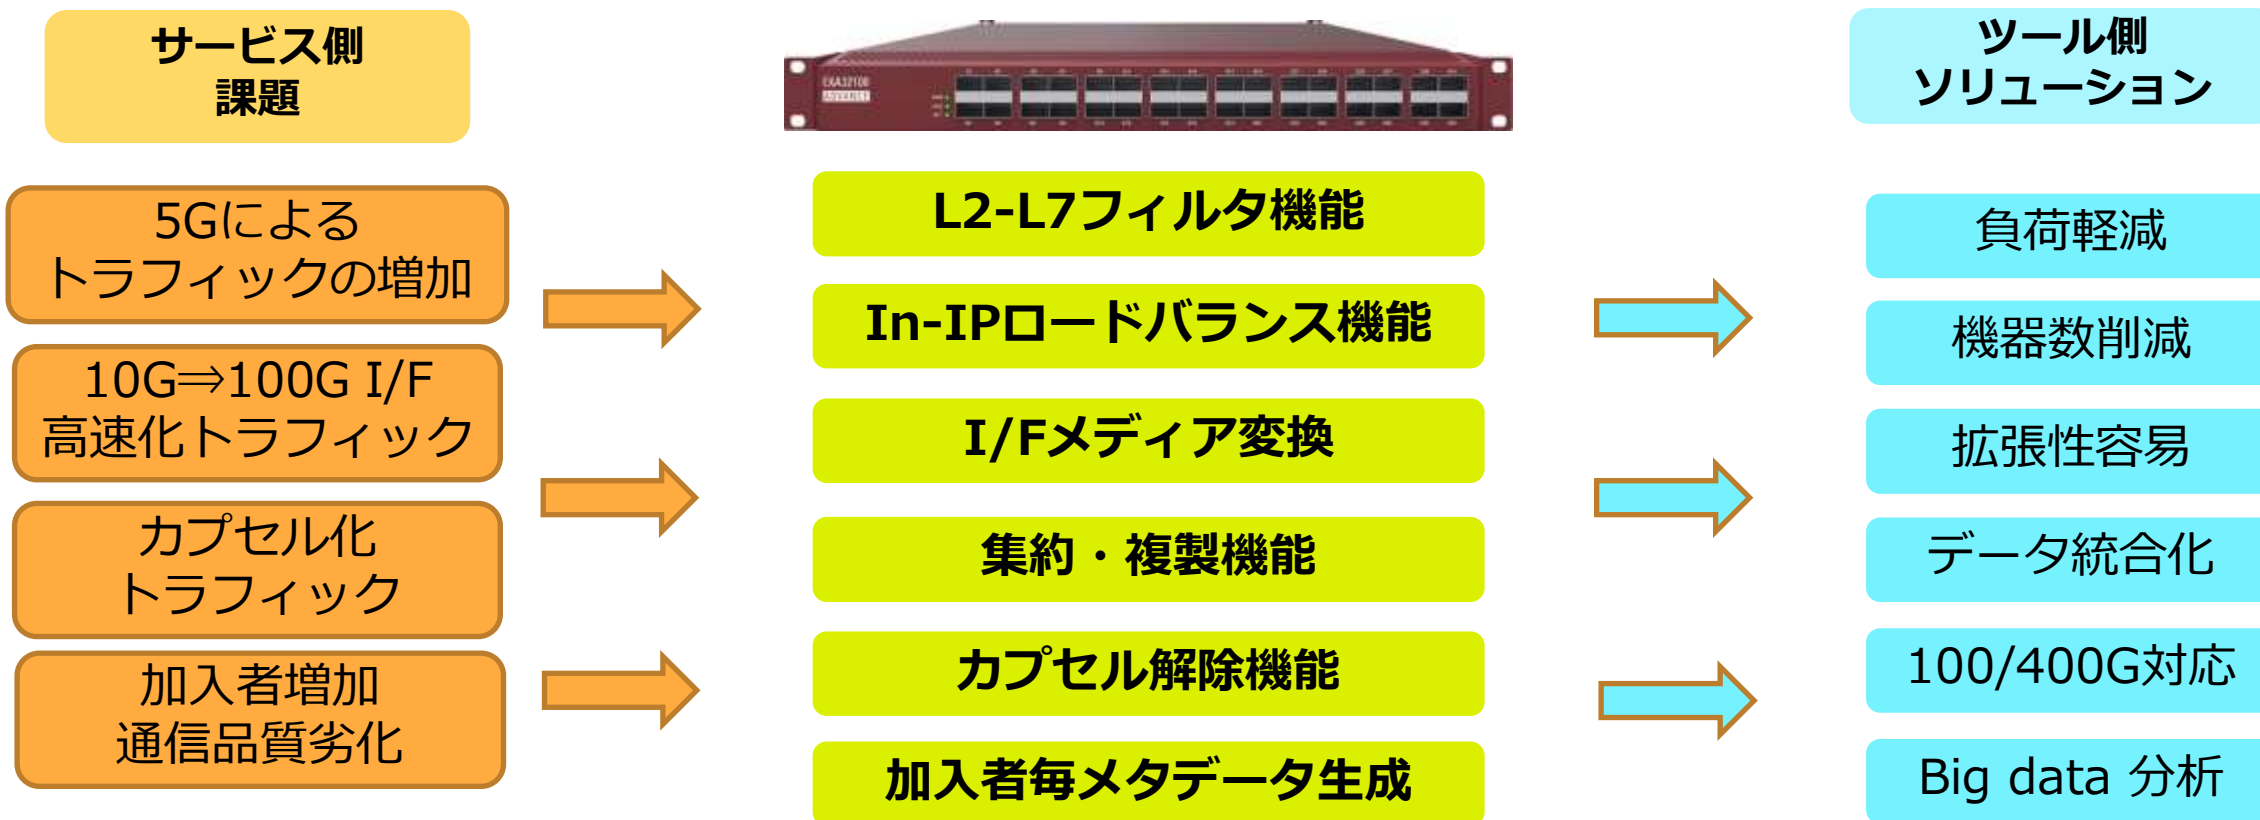 サービス側
課題
5Gによる
トラフィックの増加
10G⇒100G I/F
高速化トラフィック
カプセル化
トラフィック
加入者増加
通信品質劣化
EXA32100
L2-L7フィルタ機能
In-IPロードバランス機能
I/Fメディア変換
集約・複製機能
カプセル解除機能
加入者毎メタデータ生成
ツール側
ソリューション
負荷軽減
機器数削減
拡張性容易
データ統合化
100/400G対応
Big data 分析